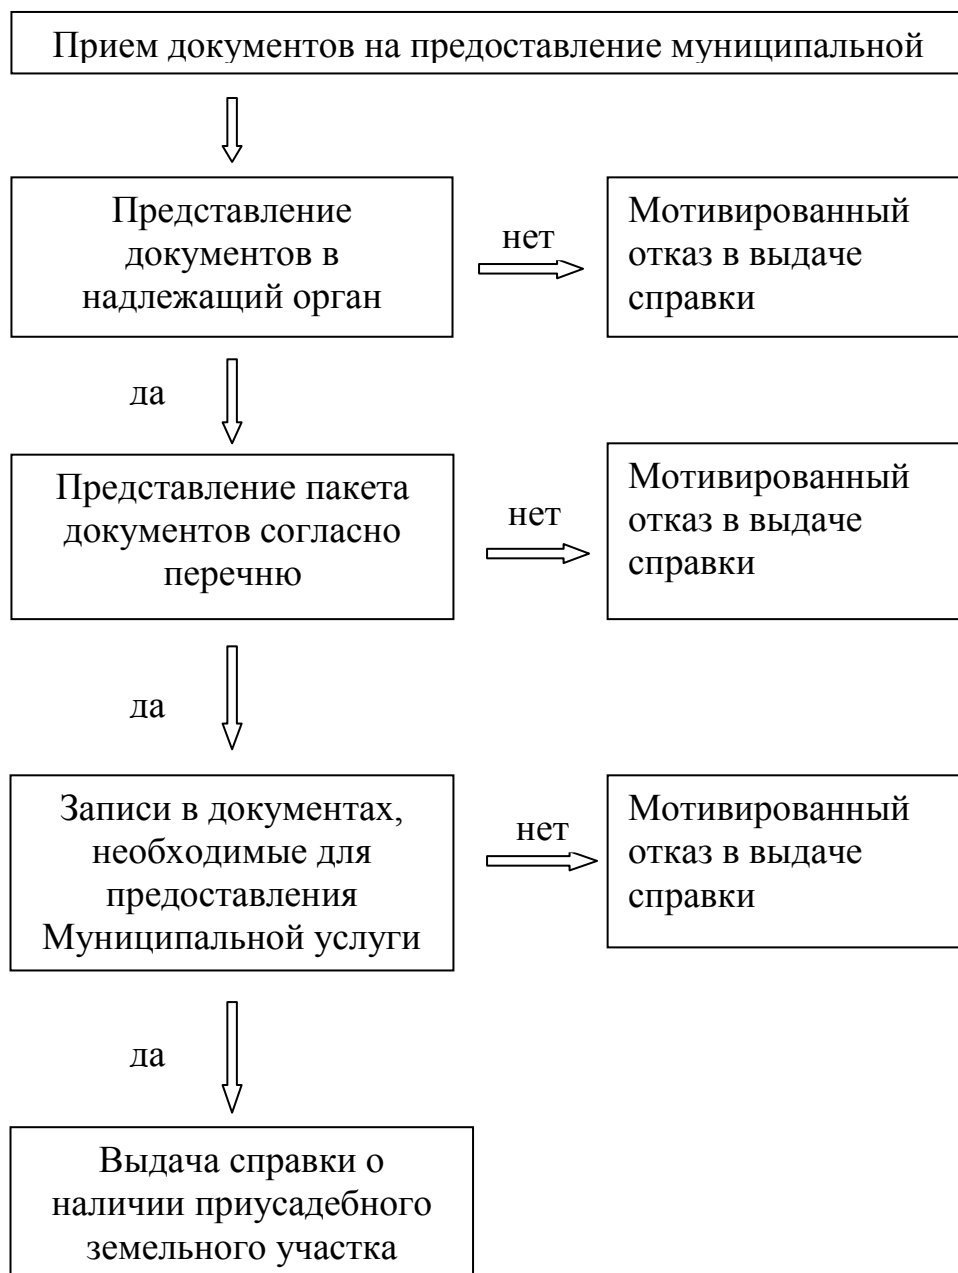 Прием документов на предоставление муниципальной
Представление
документов в
надлежащий орган
нет
Мотивированный
отказ в выдаче
справки
да
Представление пакета
документов согласно
перечню
нет
Мотивированный
отказ в выдаче
справки
да
Записи в документах,
необходимые для
предоставления
Муниципальной услуги
нет
Мотивированный
отказ в выдаче
справки
да
Выдача справки о
наличии приусадебного
земельного участка